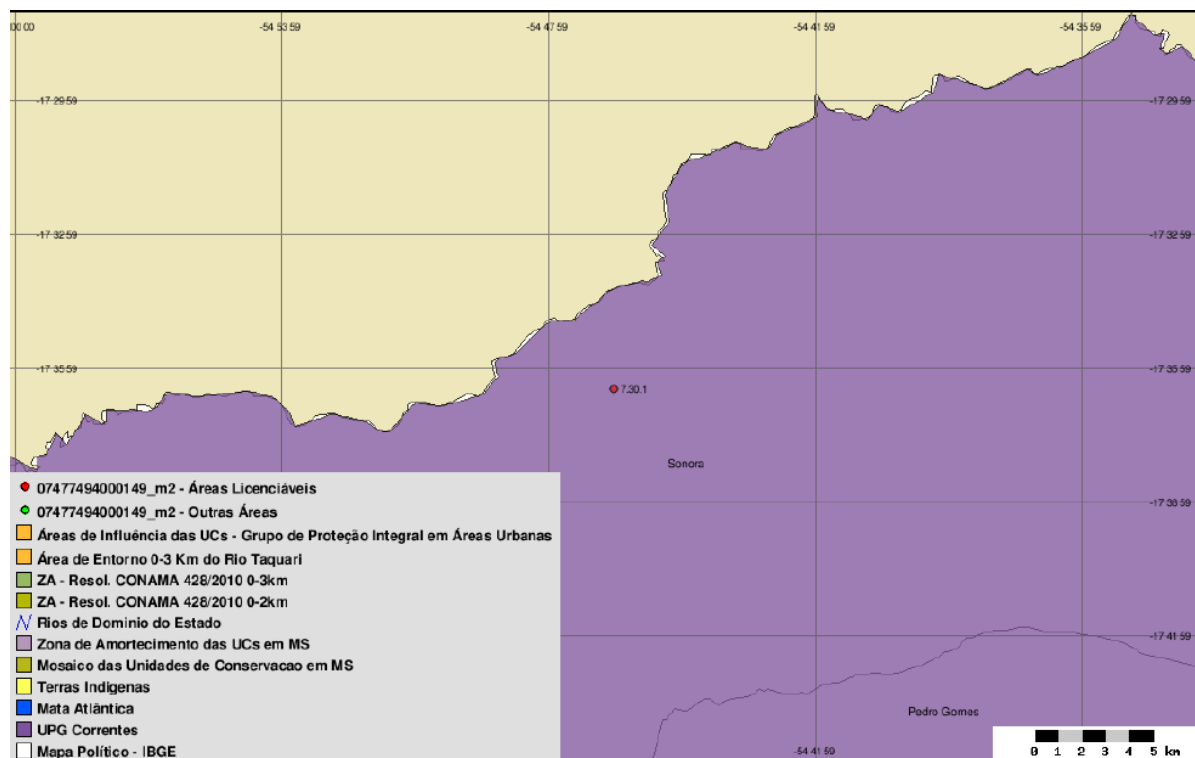 00 00 -54 53 59 -54 47 59 -54 41 59 -54 35 59
-17 29 59 -17 29 59
-17 32 59 -17 32 59
-17 35 59 -17 35 59
7.30.1
Sonora
07477494000149_m2 - Áreas Licenciáveis
-17 38 59
07477494000149_m2 - Outras Áreas
Áreas de Influência das UCs - Grupo de Proteção Integral em Áreas Urbanas
Área de Entorno 0-3 Km do Rio Taquari
ZA - Resol. CONAMA 428/2010 0-3km
ZA - Resol. CONAMA 428/2010 0-2km
Rios de Dominio do Estado
Zona de Amortecimento das UCs em MS
-17 41 59
Mosaico das Unidades de Conservacao em MS
Terras Indígenas
Mata Atlântica
Pedro Gomes
UPG Correntes
Mapa Político - IBGE
-54 41 59
0 1 2 3 4 5 km